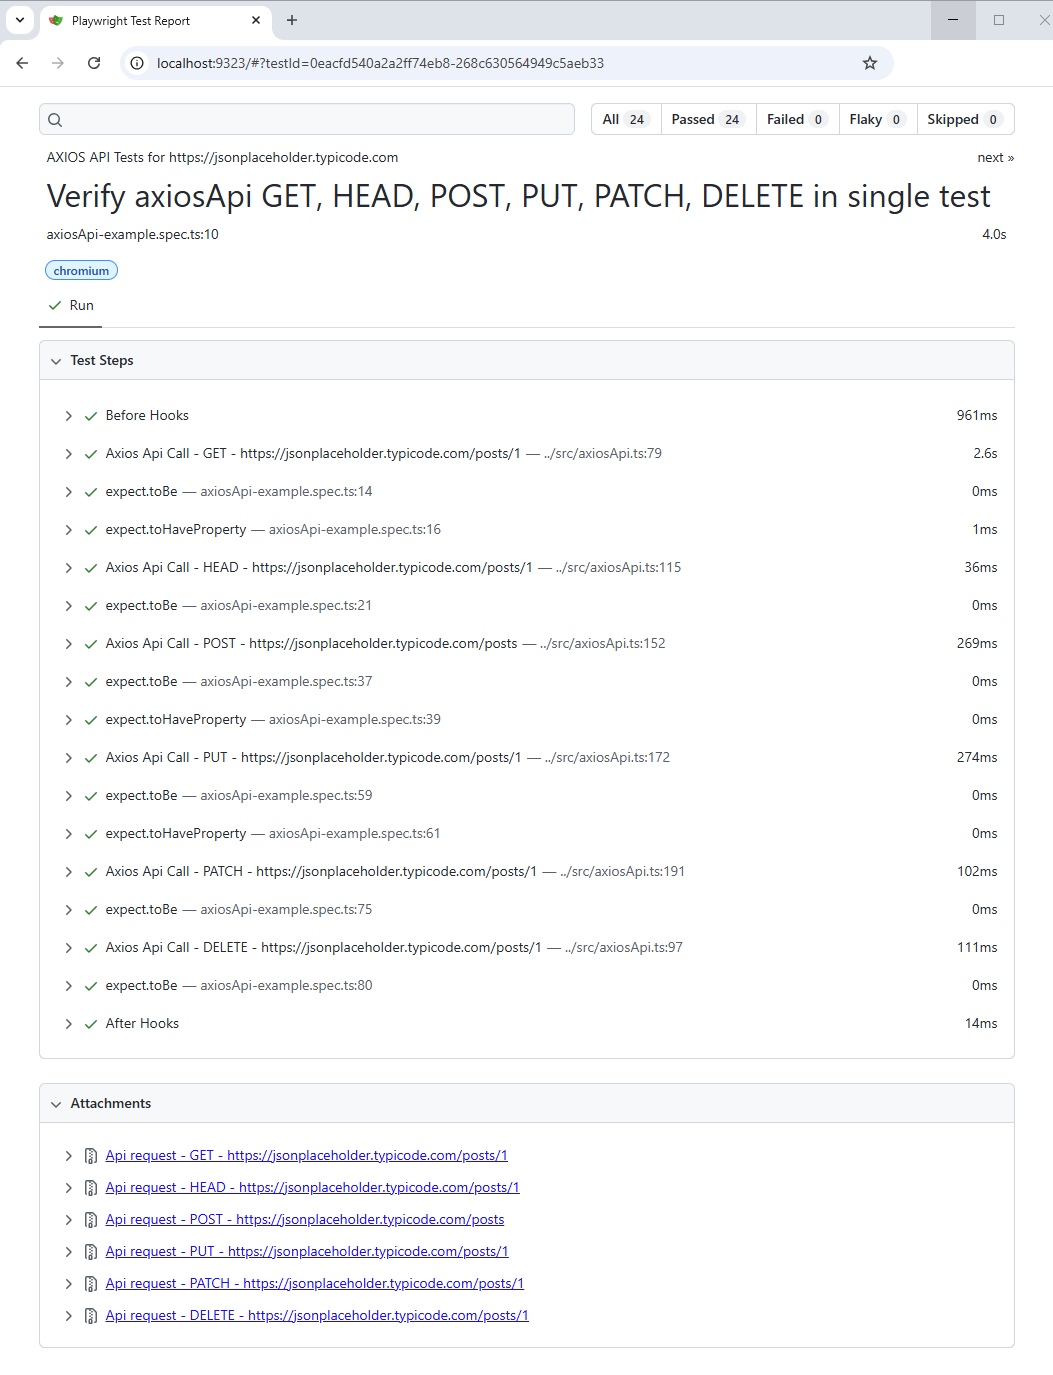 Playwright Test Report
localhost:9323/#?testId=0eacfd540a2a2ff74eb8-268c630564949c5aeb33
All 24 Passed 24 Failed 0 Flaky 0 Skipped 0
AXIOS API Tests for https://jsonplaceholder.typicode.com next »
Verify axiosApi GET, HEAD, POST, PUT, PATCH, DELETE in single test
axiosApi-example.spec.ts:10 4.0s
chromium
Run
Test Steps
Before Hooks 961ms
Axios Api Call - GET - https://jsonplaceholder.typicode.com/posts/1 — ../src/axiosApi.ts:79 2.6s
expect.toBe — axiosApi-example.spec.ts:14 0ms
expect.toHaveProperty — axiosApi-example.spec.ts:16 1ms
Axios Api Call - HEAD - https://jsonplaceholder.typicode.com/posts/1 — ../src/axiosApi.ts:115 36ms
expect.toBe — axiosApi-example.spec.ts:21 0ms
Axios Api Call - POST - https://jsonplaceholder.typicode.com/posts — ../src/axiosApi.ts:152 269ms
expect.toBe — axiosApi-example.spec.ts:37 0ms
expect.toHaveProperty — axiosApi-example.spec.ts:39 0ms
Axios Api Call - PUT - https://jsonplaceholder.typicode.com/posts/1 — ../src/axiosApi.ts:172 274ms
expect.toBe — axiosApi-example.spec.ts:59 0ms
expect.toHaveProperty — axiosApi-example.spec.ts:61 0ms
Axios Api Call - PATCH - https://jsonplaceholder.typicode.com/posts/1 — ../src/axiosApi.ts:191 102ms
expect.toBe — axiosApi-example.spec.ts:75 0ms
Axios Api Call - DELETE - https://jsonplaceholder.typicode.com/posts/1 — ../src/axiosApi.ts:97 111ms
expect.toBe — axiosApi-example.spec.ts:80 0ms
After Hooks 14ms
Attachments
Api request - GET - https://jsonplaceholder.typicode.com/posts/1
Api request - HEAD - https://jsonplaceholder.typicode.com/posts/1
Api request - POST - https://jsonplaceholder.typicode.com/posts
Api request - PUT - https://jsonplaceholder.typicode.com/posts/1
Api request - PATCH - https://jsonplaceholder.typicode.com/posts/1
Api request - DELETE - https://jsonplaceholder.typicode.com/posts/1